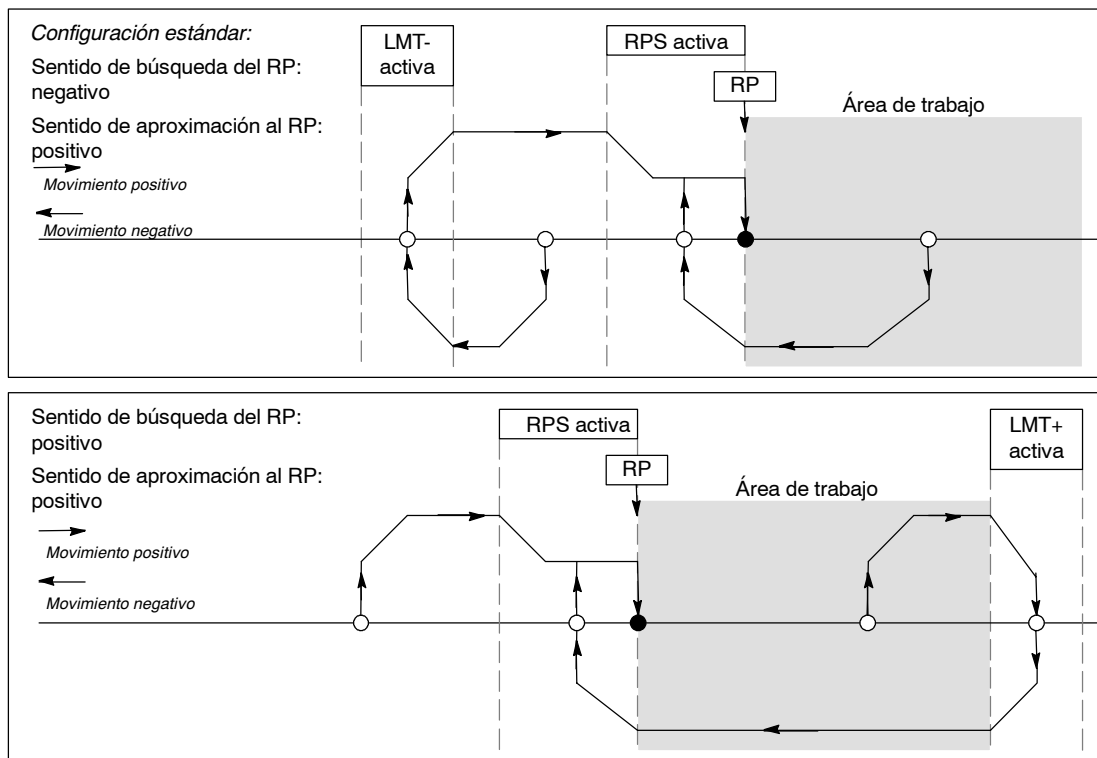 Configuración estándar:
Sentido de búsqueda del RP:
negativo
Sentido de aproximación al RP:
positivo
Movimiento positivo
Movimiento negativo
LMT-
activa
RPS activa
RP
Área de trabajo
Sentido de búsqueda del RP:
positivo
Sentido de aproximación al RP:
positivo
Movimiento positivo
Movimiento negativo
RPS activa
RP
Área de trabajo
LMT+
activa